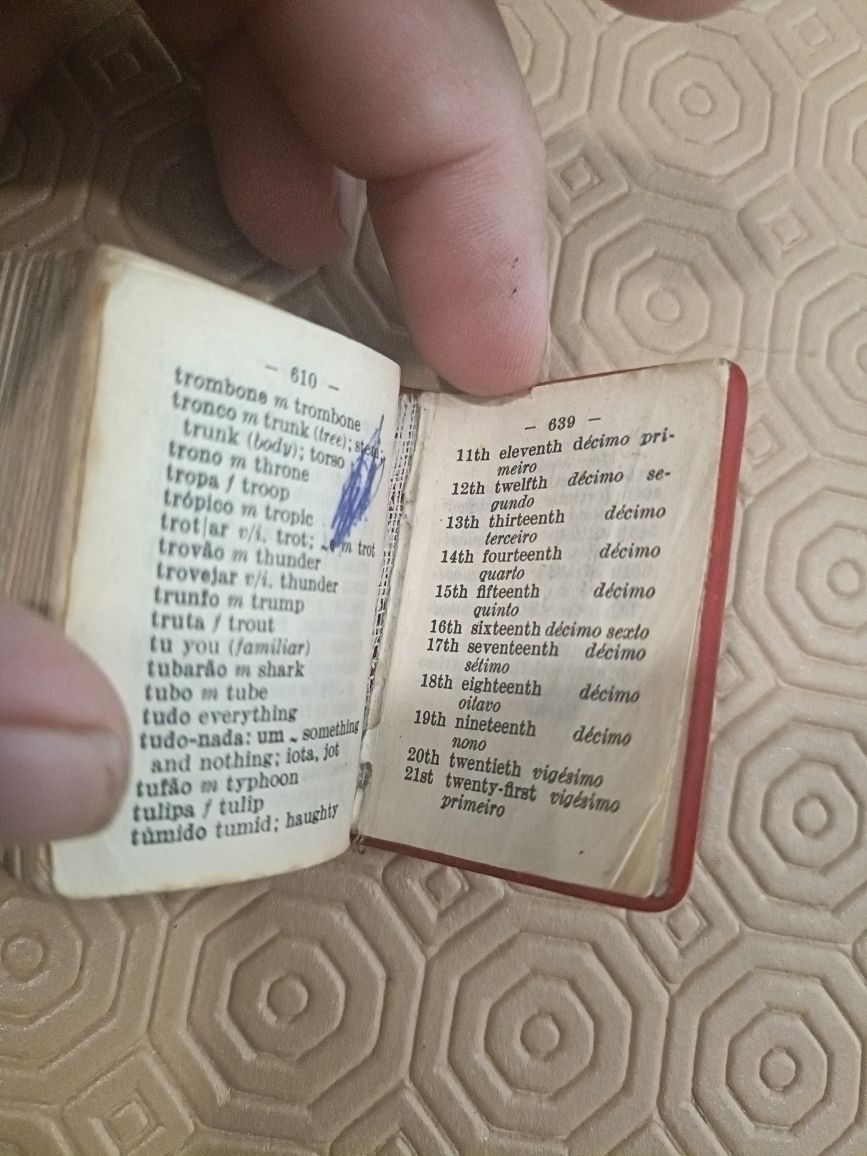 — 610 —
trombone m trombone
tronco m trunk (tree); stem;
trunk (body); torso
trono m throne
tropa f troop
trópico m tropic
trot|ar v/i. trot; m trot
trovão m thunder
trovejar v/i. thunder
trunfo m trump
truta f trout
tu you (familiar)
tubarão m shark
tubo m tube
tudo everything
tudo-nada: um ~ something
and nothing; iota, jot
tufão m typhoon
tulipa f tulip
túmido tumid; haughty
— 639 —
11th eleventh décimo pri-
meiro
12th twelfth décimo se-
gundo
13th thirteenth décimo
terceiro
14th fourteenth décimo
quarto
15th fifteenth décimo
quinto
16th sixteenth décimo sexto
17th seventeenth décimo
sétimo
18th eighteenth décimo
oitavo
19th nineteenth décimo
nono
20th twentieth vigésimo
21st twenty-first vigésimo
primeiro